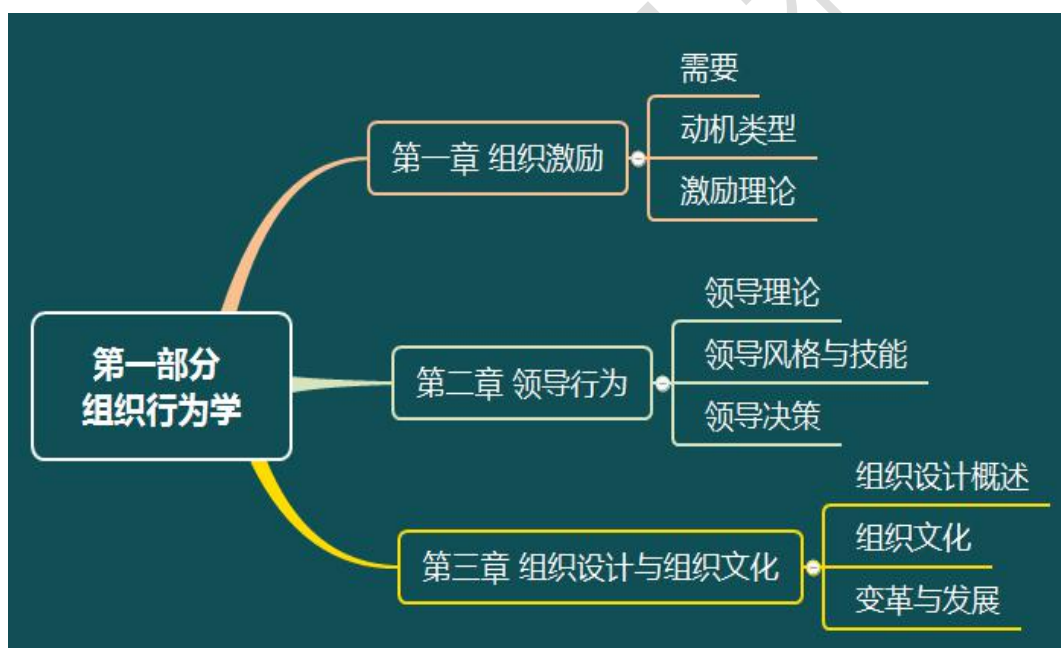 第一部分
组织行为学
第一章 组织激励
需要
动机类型
激励理论
第二章 领导行为
领导理论
领导风格与技能
领导决策
第三章 组织设计与组织文化
组织设计概述
组织文化
变革与发展